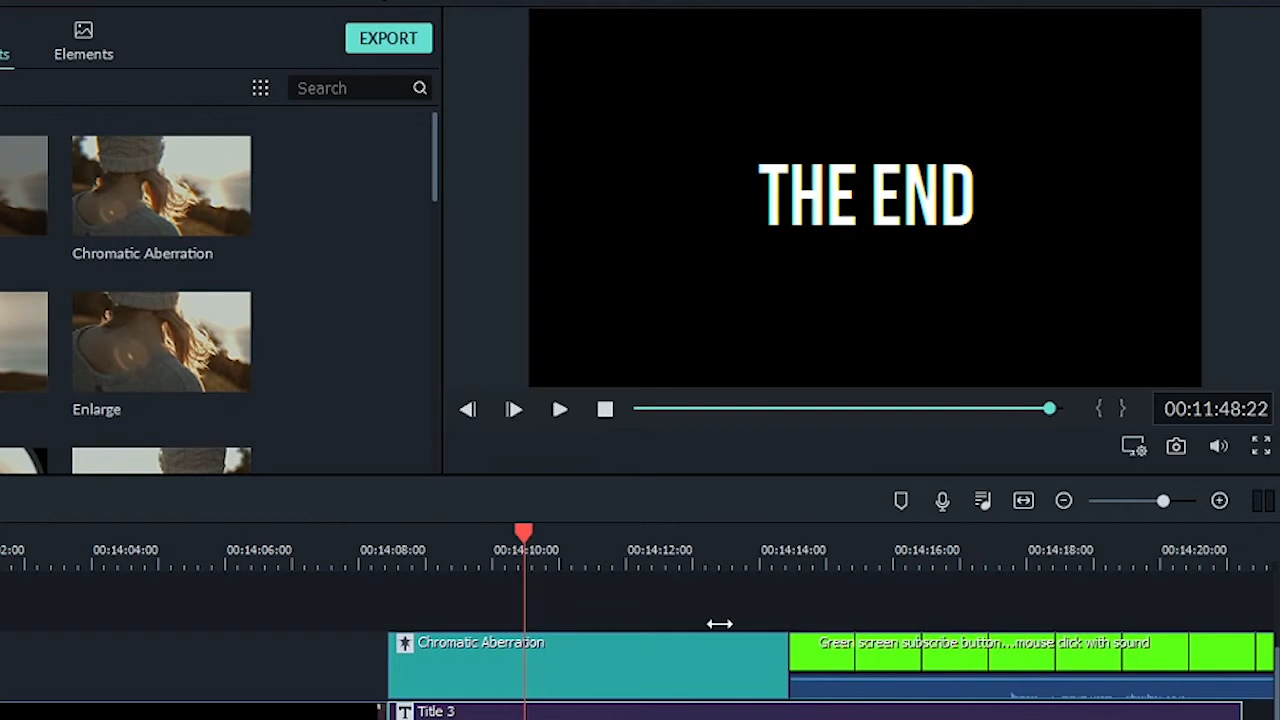 ts
Elements
EXPORT
Search
Chromatic Aberration
Enlarge
THE END
{ }
00:11:48:22
2:00
00:14:04:00
00:14:06:00
00:14:08:00
00:14:10:00
00:14:12:00
00:14:14:00
00:14:16:00
00:14:18:00
00:14:20:00
Chromatic Aberration
Green screen subscribe button...mouse click with sound
T Title 3